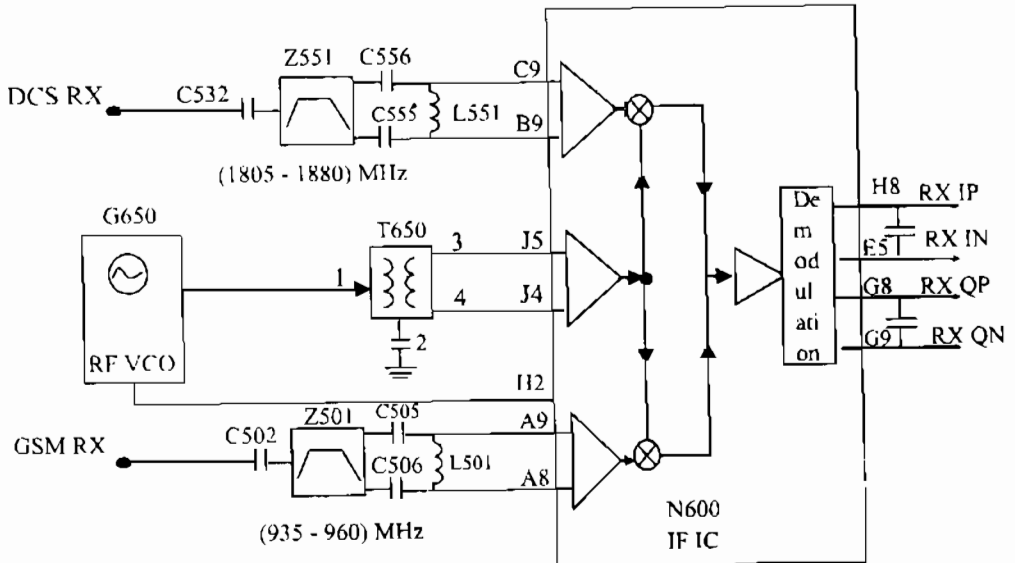 Z551
C556
C9
DCS RX
C532
C555
L551
B9
(1805 - 1880) MHz
G650
T650
3
J5
1
4
J4
2
RF VCO
H2
De
m
od
ul
ati
on
H8
RX IP
E5
RX IN
G8
RX QP
G9
RX QN
Z501
C505
A9
GSM RX
C502
C506
L501
A8
(935 - 960) MHz
N600
IF IC